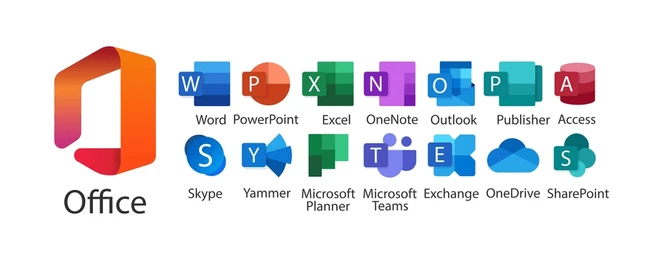 W P X N O P A
Word PowerPoint Excel OneNote Outlook Publisher Access
S Y T E S
Skype Yammer Microsoft Planner Microsoft Teams Exchange OneDrive SharePoint
Office